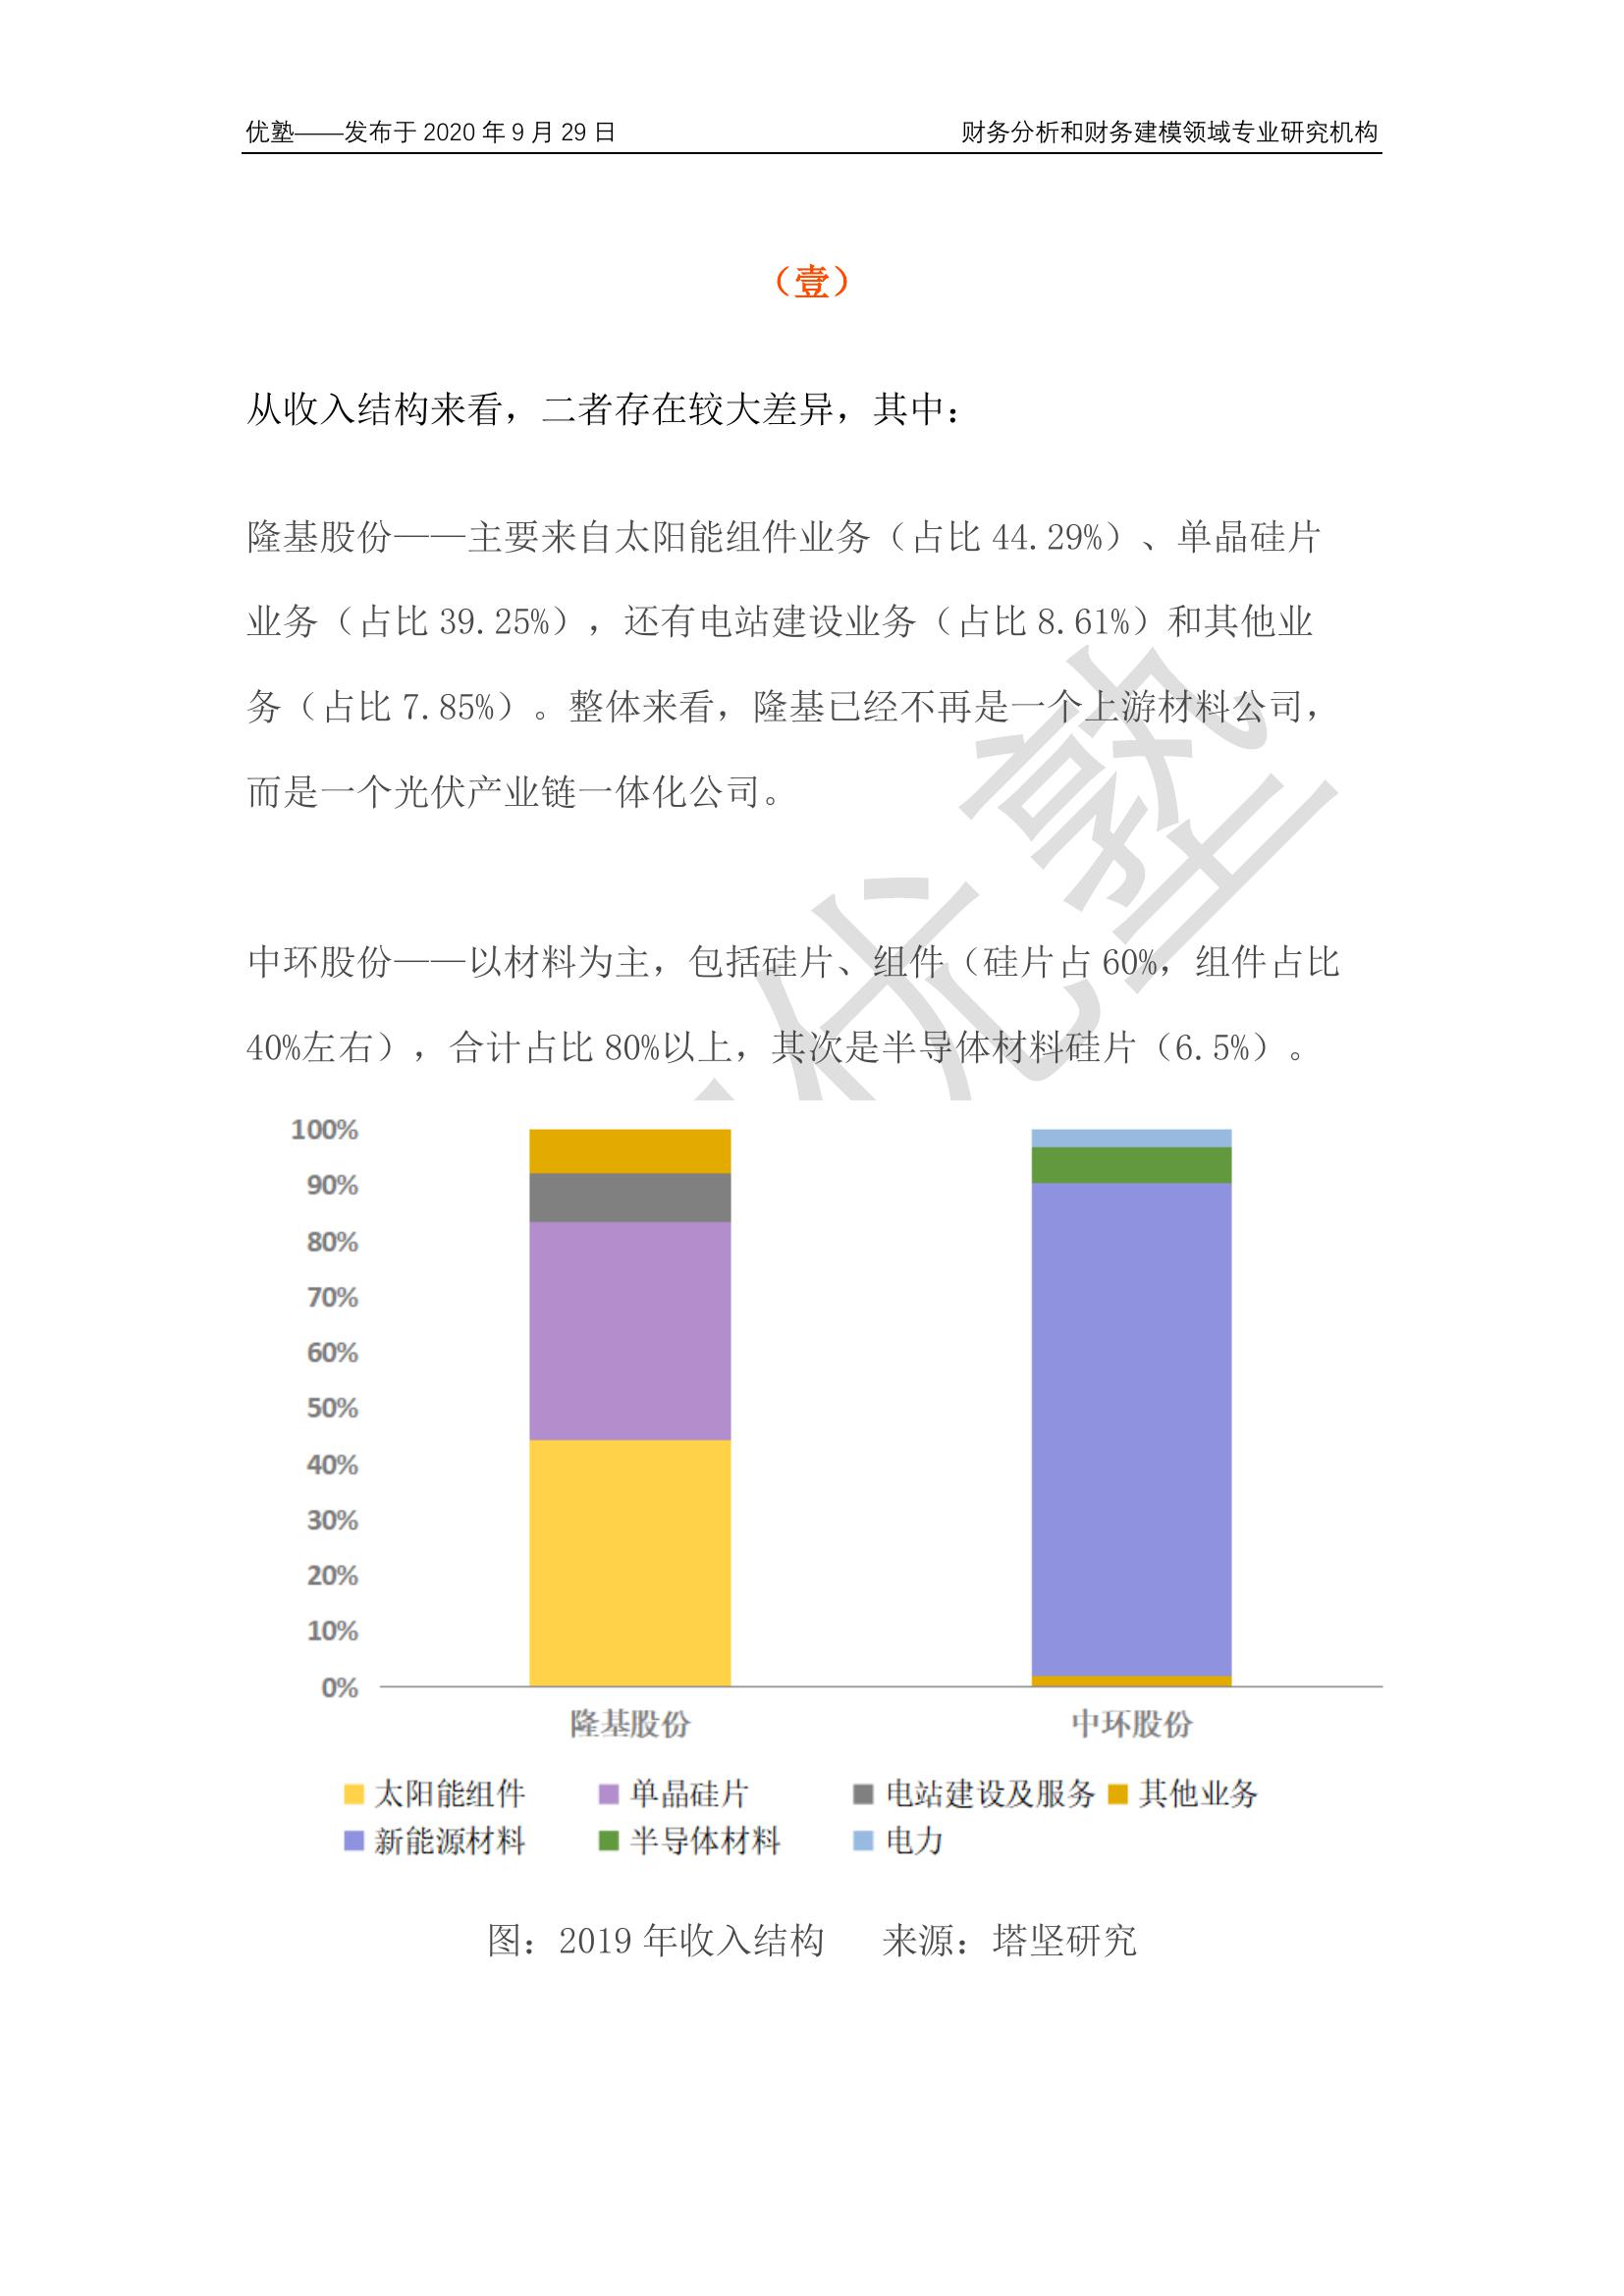 优塾——发布于 2020 年 9 月 29 日 财务分析和财务建模领域专业研究机构
（壹）
从收入结构来看，二者存在较大差异，其中：
隆基股份——主要来自太阳能组件业务（占比 44.29%）、单晶硅片
业务（占比 39.25%），还有电站建设业务（占比 8.61%）和其他业
务（占比 7.85%）。整体来看，隆基已经不再是一个上游材料公司，
而是一个光伏产业链一体化公司。
中环股份——以材料为主，包括硅片、组件（硅片占 60%，组件占比
40%左右），合计占比 80%以上，其次是半导体材料硅片（6.5%）。
优塾
100%
90%
80%
70%
60%
50%
40%
30%
20%
10%
0%
隆基股份 中环股份
太阳能组件 单晶硅片 电站建设及服务 其他业务
新能源材料 半导体材料 电力
图：2019 年收入结构 来源：塔坚研究